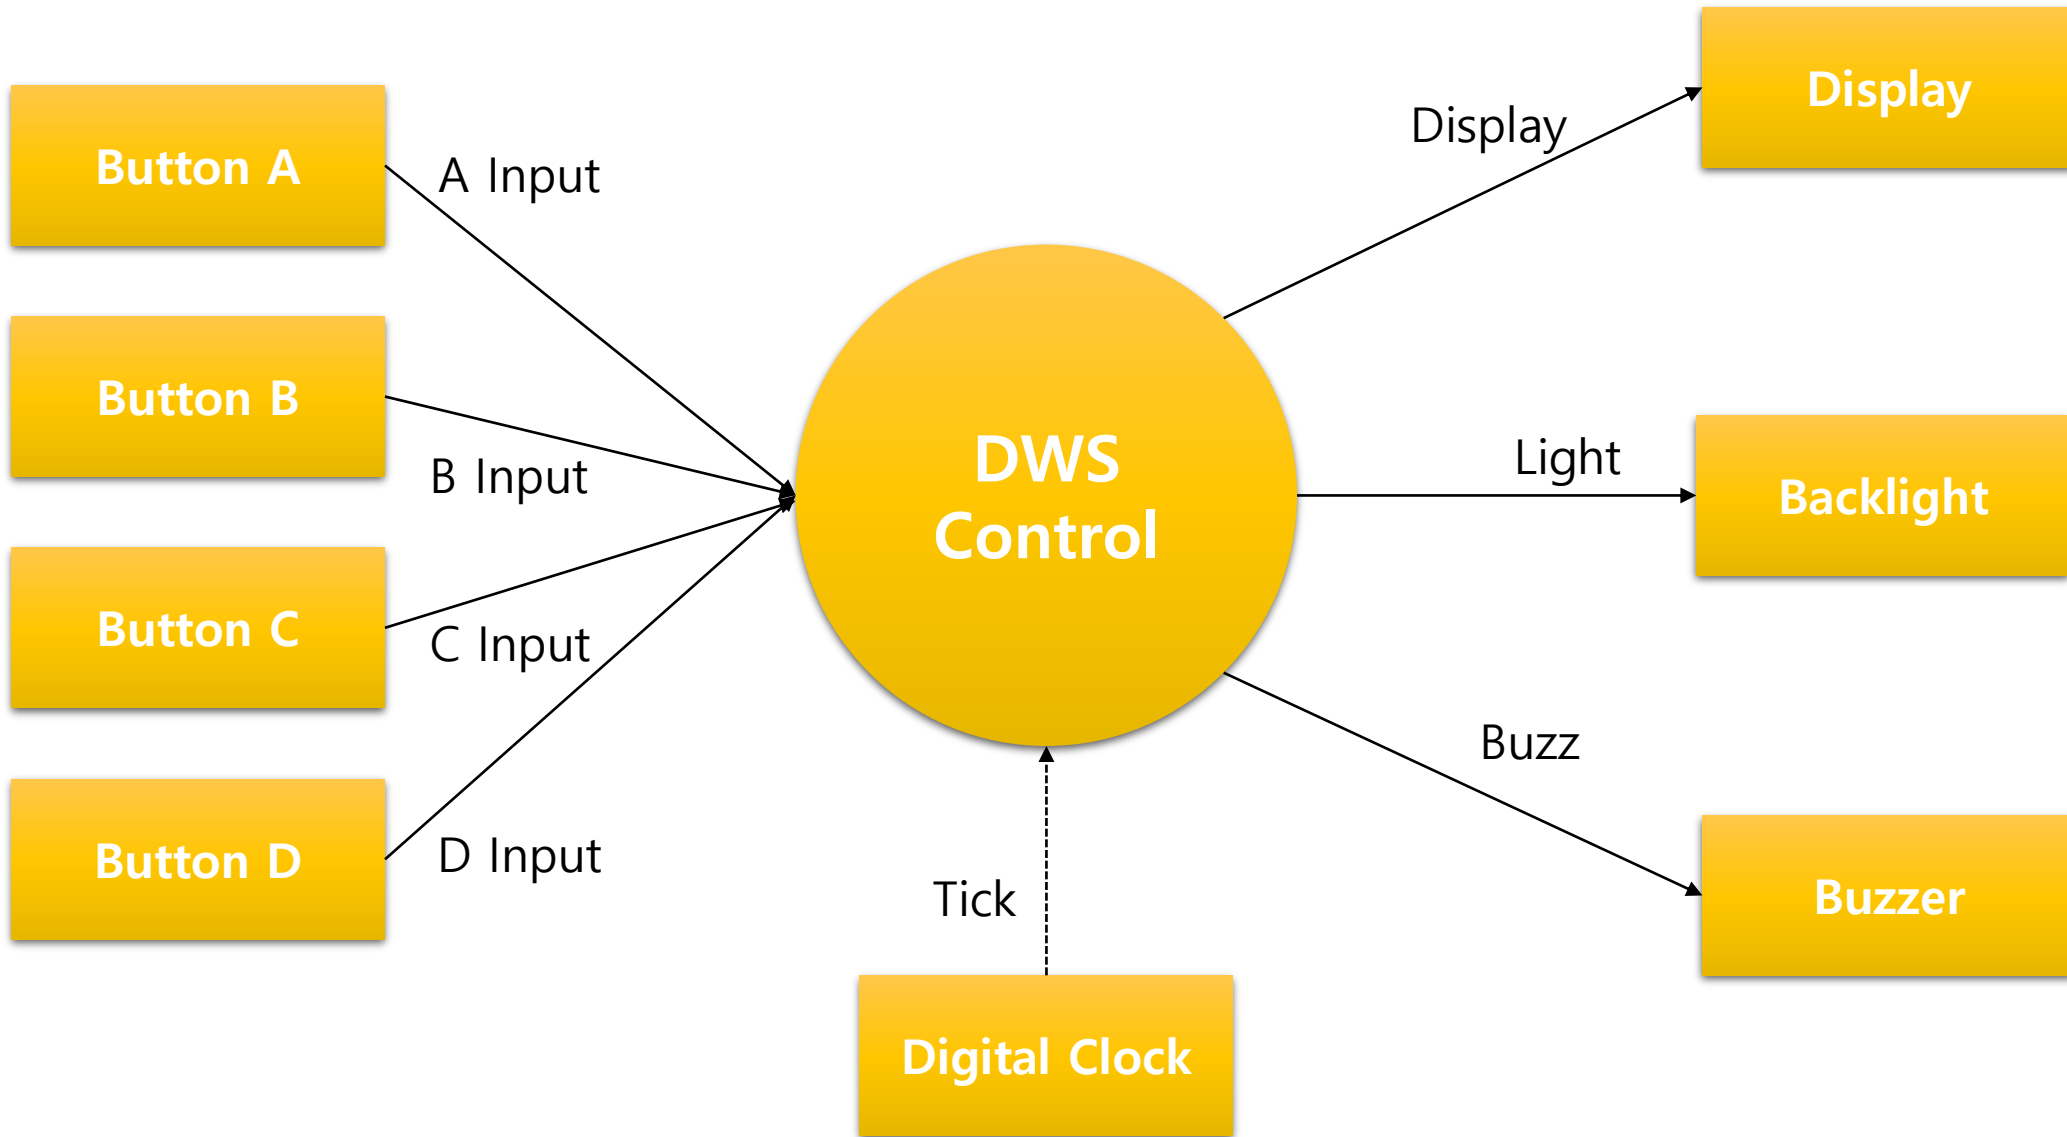 Button A
A Input
Button B
B Input
Button C
C Input
Button D
D Input
DWS
Control
Tick
Digital Clock
Display
Display
Light
Backlight
Buzz
Buzzer